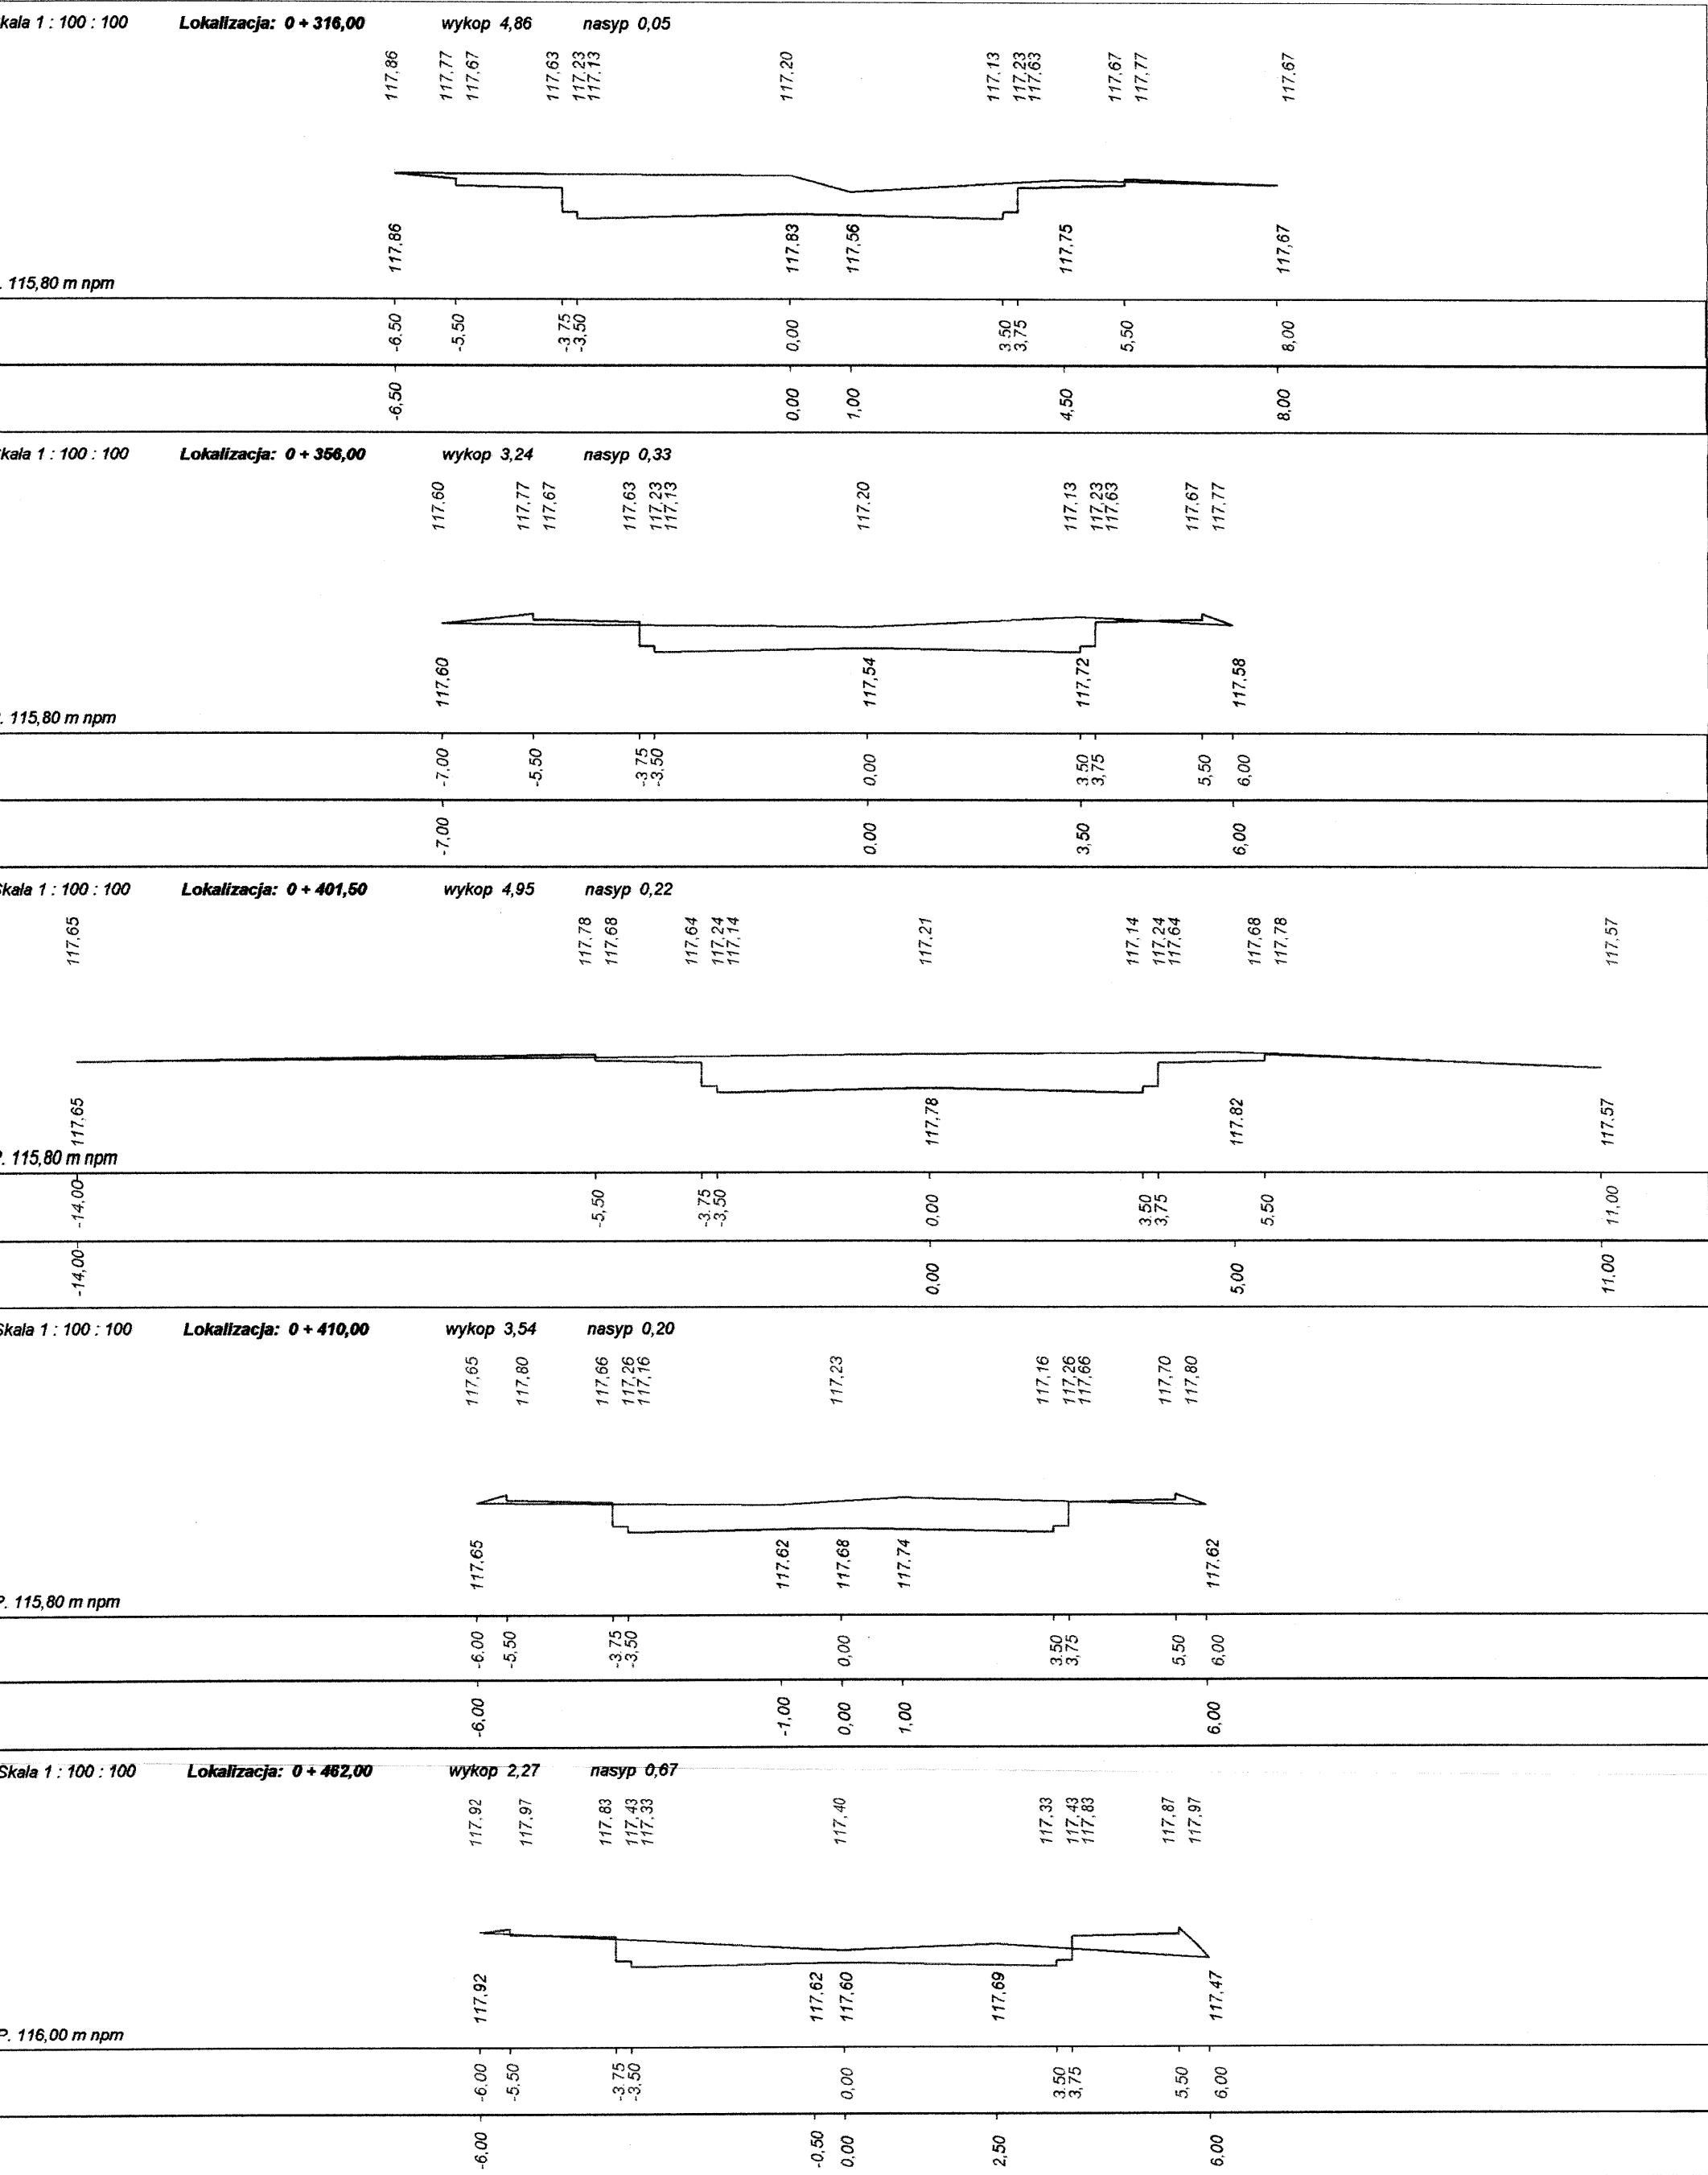 kala 1 : 100 : 100 Lokalizacja: 0 + 316,00 wykop 4,86 nasyp 0,05
117.86 117.77 117.67 117.63 117.23 117.13 117.20 117.13 117.23 117.63 117.67 117.77 117.67
117.86 117.83 117.56 117.75 117.67
. 115,80 m npm
-6.50 -5,50 -3.75 -3,50 0,00 3.50 3,75 5,50 8,00
-6,50 0,00 1,00 4,50 8,00
kala 1 : 100 : 100 Lokalizacja: 0 + 356,00 wykop 3,24 nasyp 0,33
117.60 117.77 117.67 117.63 117.23 117.13 117.20 117.13 117.23 117.63 117.67 117.77
117.60 117,54 117,72 117.58
. 115,80 m npm
-7,00 -5,50 -3.75 -3,50 0,00 3.50 3,75 5,50 6,00
-7,00 0,00 3,50 6,00
Skala 1 : 100 : 100 Lokalizacja: 0 + 401,50 wykop 4,95 nasyp 0,22
117.65 117.78 117.68 117.64 117.24 117.14 117.21 117.14 117.24 117.64 117.68 117.78 117.57
117,65 117,78 117.82 117.57
P. 115,80 m npm
-14.00 -5,50 -3.75 -3,50 0,00 3.50 3,75 5,50 11,00
-14,00 0,00 5,00 11,00
Skala 1 : 100 : 100 Lokalizacja: 0 + 410,00 wykop 3,54 nasyp 0,20
117,65 117,80 117,66 117,26 117,16 117,23 117,16 117,26 117,66 117,70 117,80
117.65 117.62 117.68 117.74 117.62
P. 115,80 m npm
-6.00 -5,50 -3.75 -3,50 0,00 3.50 3,75 5,50 6,00
-6,00 -1,00 0,00 1,00 6,00
Skala 1 : 100 : 100 Lokalizacja: 0 + 462,00 wykop 2,27 nasyp 0,67
117,92 117,97 117,83 117,43 117,33 117,40 117,33 117,43 117,83 117,87 117,97
117,92 117,62 117,60 117,69 117,47
P. 116,00 m npm
-6.00 -5,50 -3.75 -3,50 0,00 3.50 3,75 5,50 6,00
-6,00 -0,50 0,00 2,50 6,00